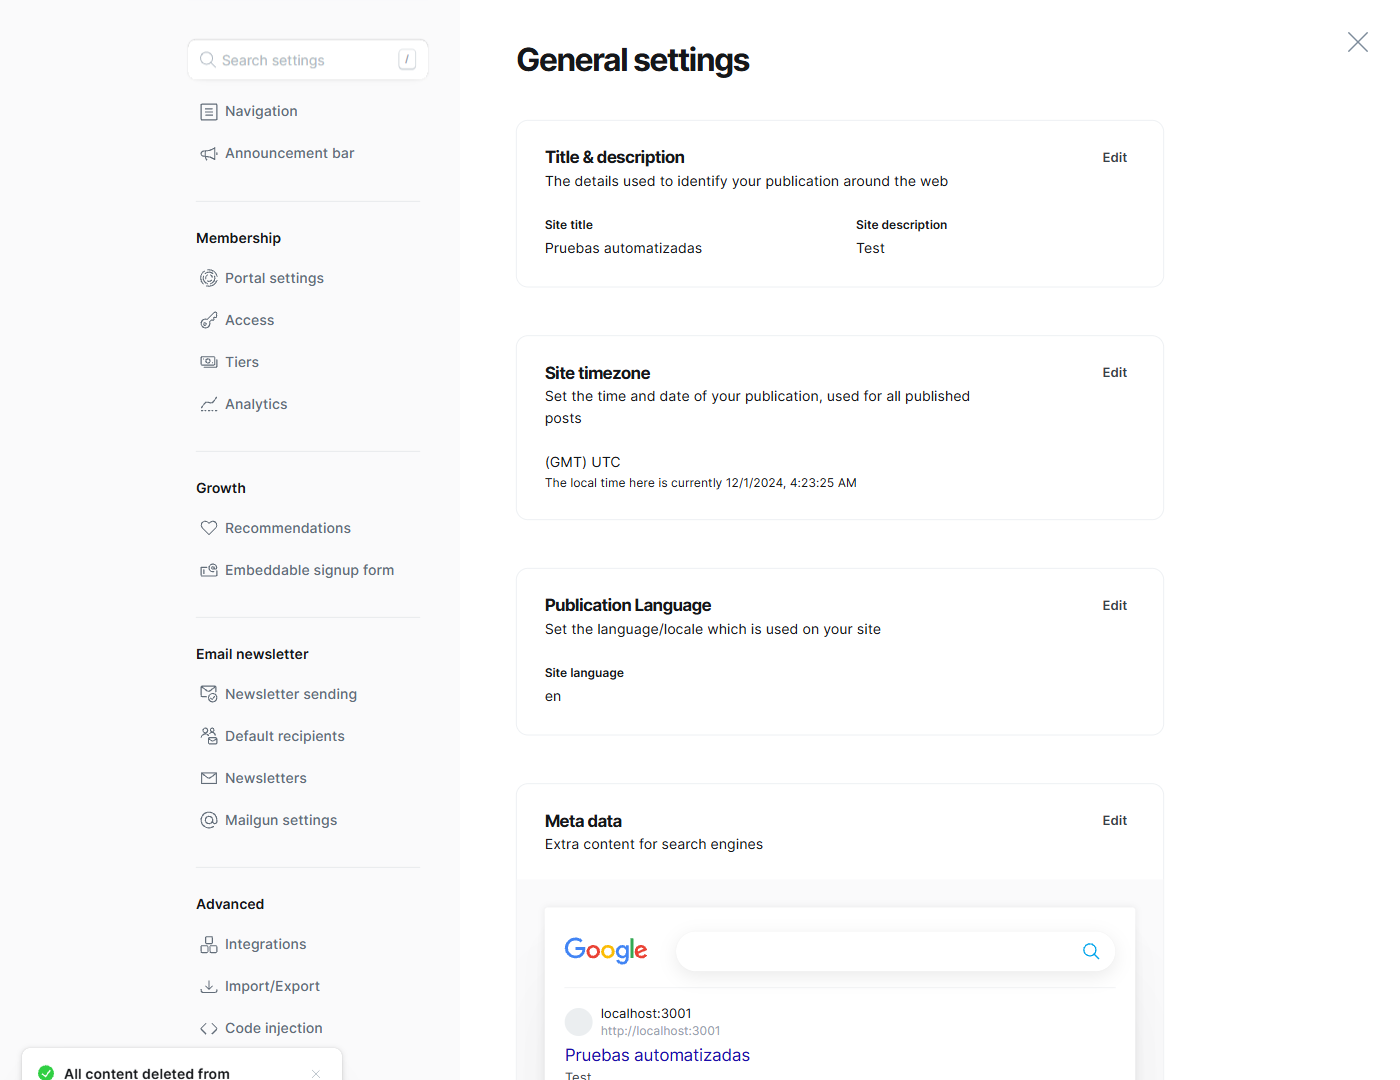 Search settings /
Navigation
Announcement bar
Membership
Portal settings
Access
Tiers
Analytics
Growth
Recommendations
Embeddable signup form
Email newsletter
Newsletter sending
Default recipients
Newsletters
Mailgun settings
Advanced
Integrations
Import/Export
Code injection
All content deleted from
General settings
Title & description
Edit
The details used to identify your publication around the web
Site title
Pruebas automatizadas
Site description
Test
Site timezone
Edit
Set the time and date of your publication, used for all published
posts
(GMT) UTC
The local time here is currently 12/1/2024, 4:23:25 AM
Publication Language
Edit
Set the language/locale which is used on your site
Site language
en
Meta data
Edit
Extra content for search engines
Google
localhost:3001
http://localhost:3001
Pruebas automatizadas
Test